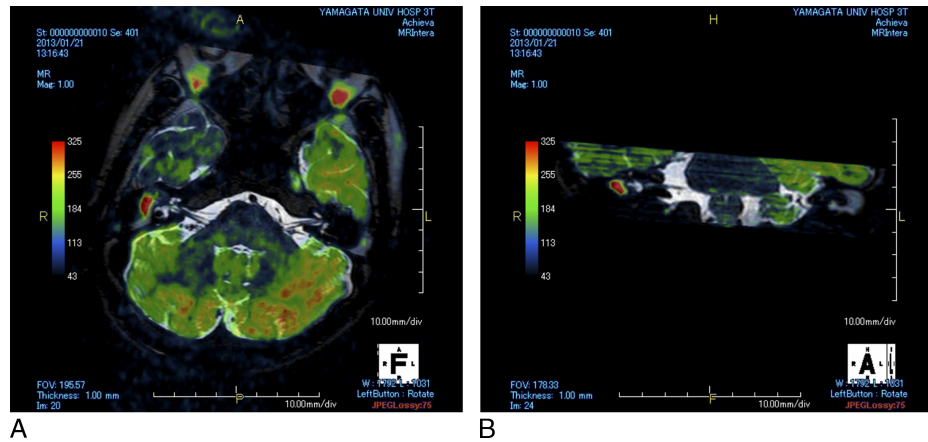 YAMAGATA UNIV HOSP 3T
Achieva
MRIntera
A
St: 000000000010 Se: 401
2013/01/21
13:16:43
MR
Mag: 1.00
325
255
184
113
43
R
L
10.00mm/div
F
A
R
L
FOV: 195.57
Thickness: 1.00 mm
Im: 20
P
10.00mm/div
W : 1792 L : 1031
LeftButton : Rotate
JPEGLossy:75
A
YAMAGATA UNIV HOSP 3T
Achieva
MRIntera
H
St: 000000000010 Se: 401
2013/01/21
13:16:43
MR
Mag: 1.00
325
255
184
113
43
R
L
10.00mm/div
H
A
R
FOV: 178.33
Thickness: 1.00 mm
Im: 24
F
10.00mm/div
W : 1792 L : 1031
LeftButton : Rotate
JPEGLossy:75
B